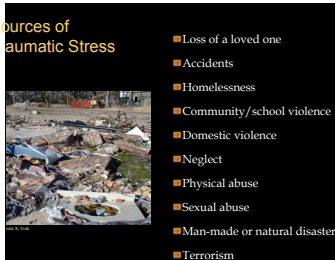 ources of
aumatic Stress
Loss of a loved one
Accidents
Homelessness
Community/school violence
Domestic violence
Neglect
Physical abuse
Sexual abuse
Man-made or natural disaster
Terrorism